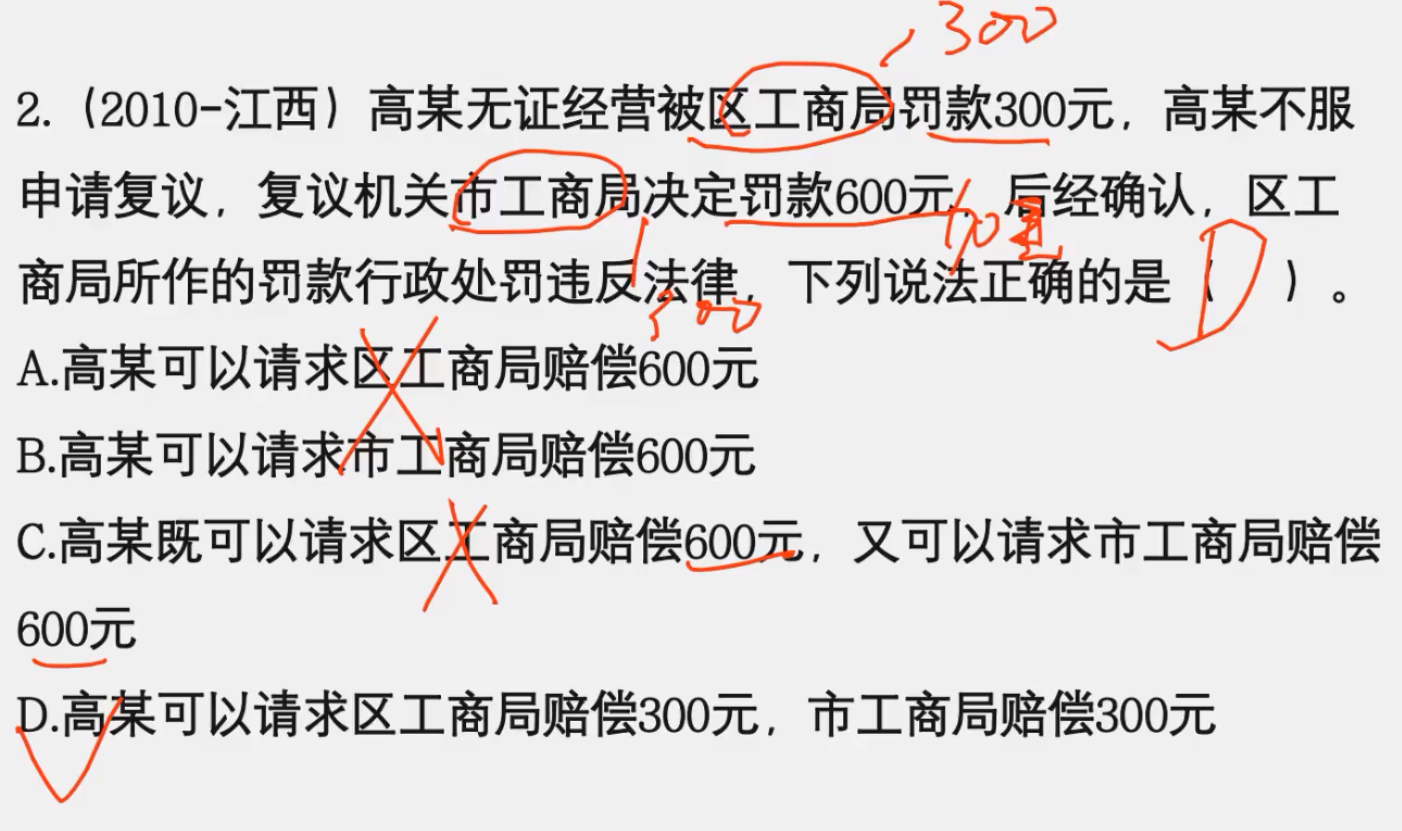 300
2.（2010-江西）高某无证经营被区工商局罚款300元，高某不服
申请复议，复议机关市工商局决定罚款600元，后经确认，区工
商局所作的罚款行政处罚违反法律，下列说法正确的是（D）。
300
A.高某可以请求区工商局赔偿600元
B.高某可以请求市工商局赔偿600元
C.高某既可以请求区工商局赔偿600元，又可以请求市工商局赔偿
600元
D.高某可以请求区工商局赔偿300元，市工商局赔偿300元